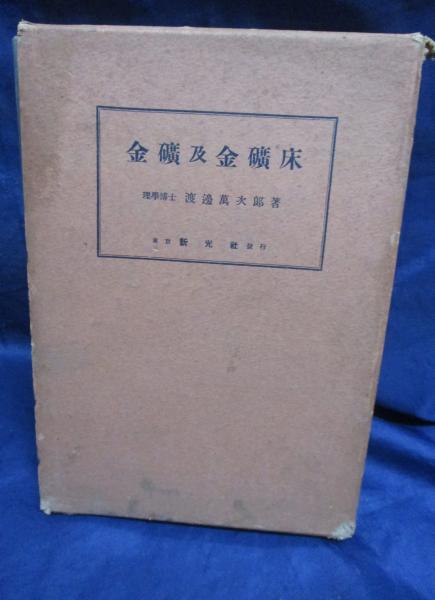 金礦及金礦床
理學博士 渡邊萬次郞著
東京 新光社發行